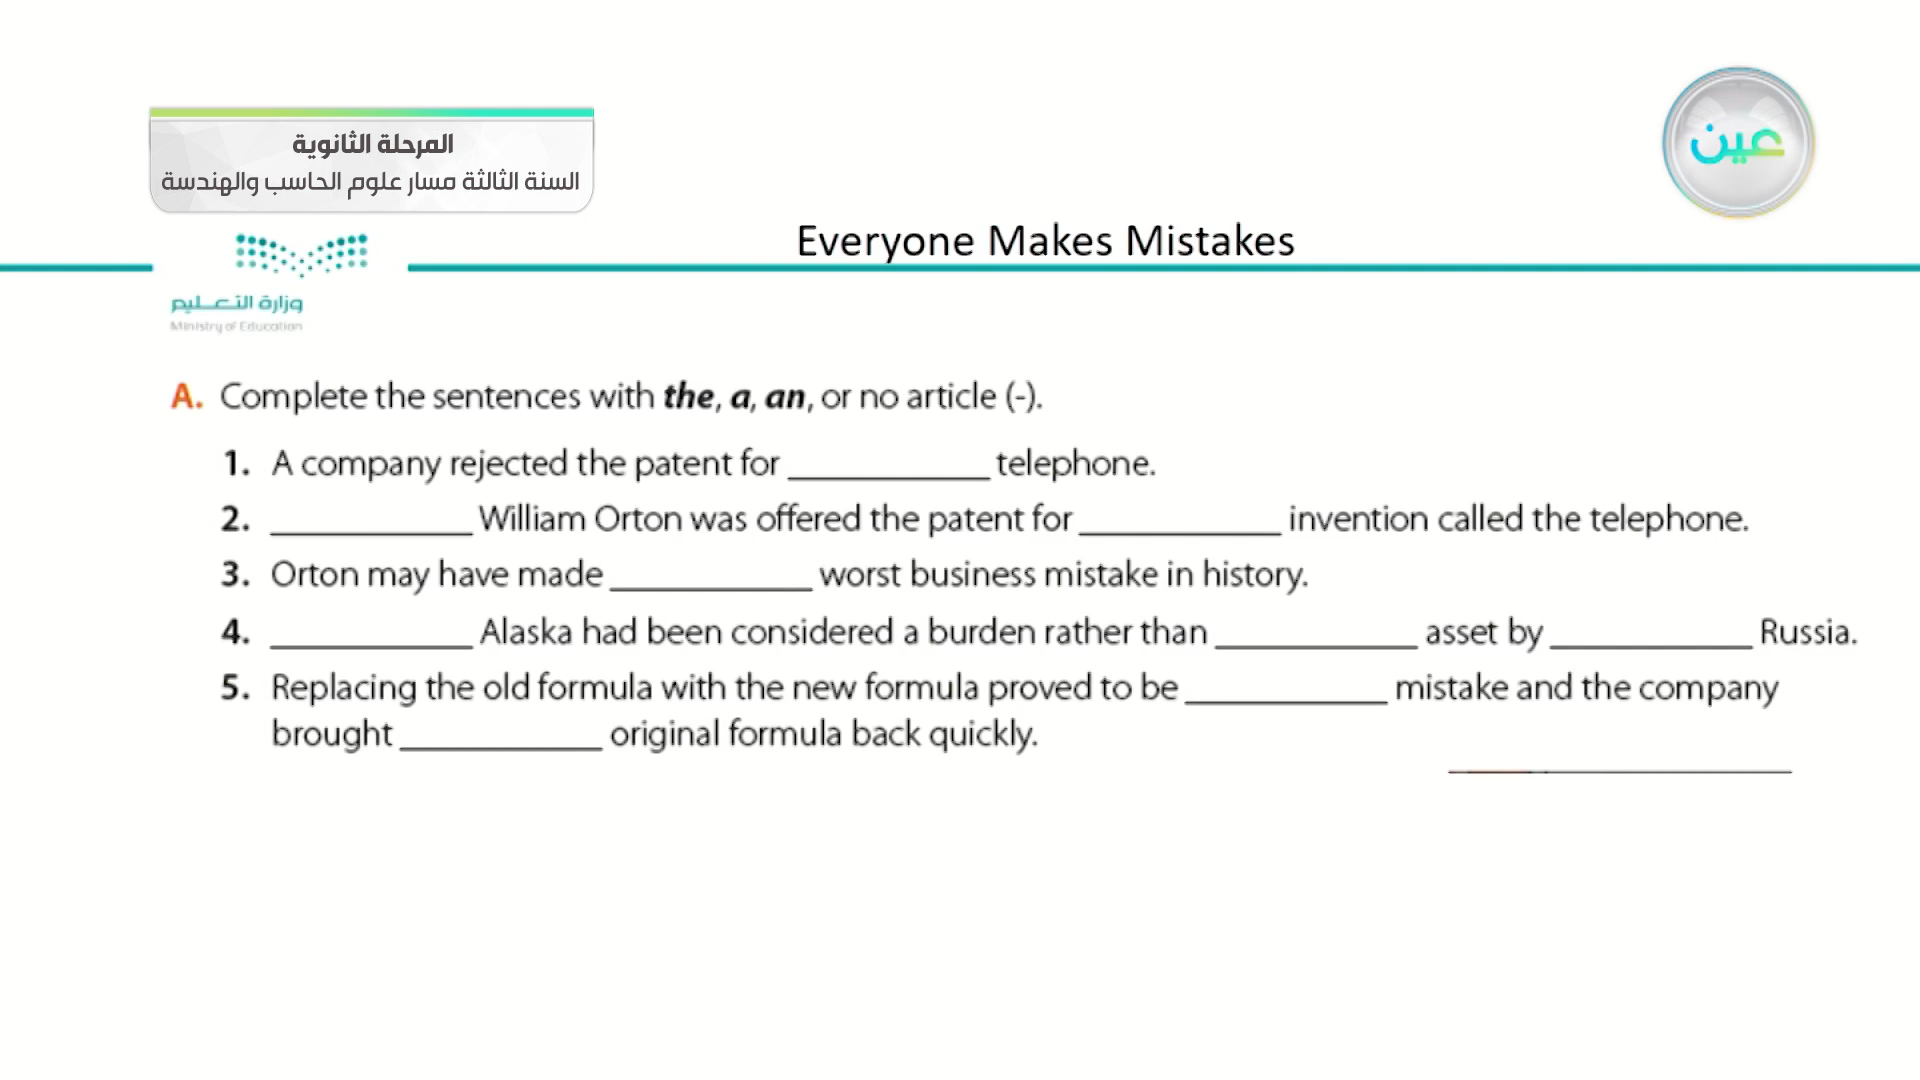 المرحلة الثانوية
السنة الثالثة مسار علوم الحاسب والهندسة
عين
Everyone Makes Mistakes
وزارة التعليم
Ministry of Education
A. Complete the sentences with the, a, an, or no article (-).
1. A company rejected the patent for ____________ telephone.
2. ____________ William Orton was offered the patent for ____________ invention called the telephone.
3. Orton may have made ____________ worst business mistake in history.
4. ____________ Alaska had been considered a burden rather than ____________ asset by ____________ Russia.
5. Replacing the old formula with the new formula proved to be ____________ mistake and the company
brought ____________ original formula back quickly.